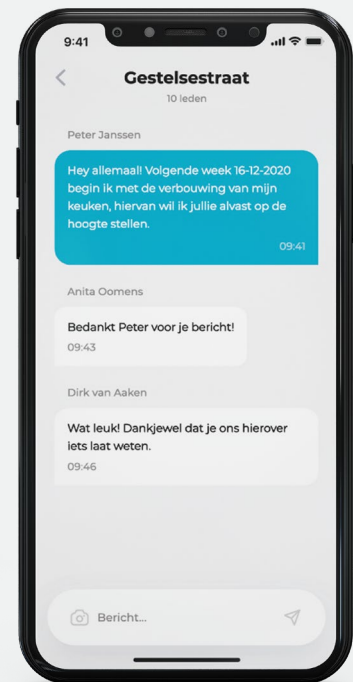 9:41
Gestelsestraat
10 leden
Peter Janssen
Hey allemaal! Volgende week 16-12-2020
begin ik met de verbouwing van mijn
keuken, hiervan wil ik jullie alvast op de
hoogte stellen.
09:41
Anita Oomens
Bedankt Peter voor je bericht!
09:43
Dirk van Aaken
Wat leuk! Dankjewel dat je ons hierover
iets laat weten.
09:46
Bericht...